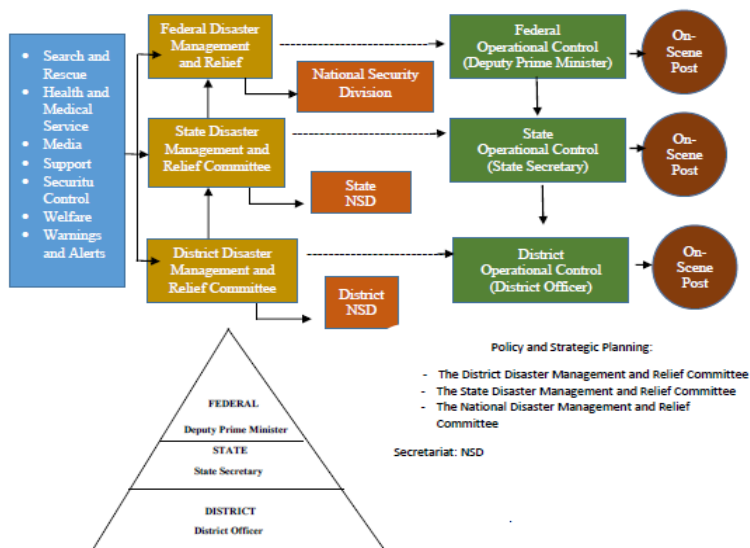 Search and
Rescue
Health and
Medical
Service
Media
Support
Securitu
Control
Welfare
Warnings
and Alerts
Federal Disaster
Management
and Relief
National Security
Division
State Disaster
Management and
Relief Committee
State
NSD
District Disaster
Management and
Relief Committee
District
NSD
Federal
Operational Control
(Deputy Prime Minister)
On-
Scene
Post
State
Operational Control
(State Secretary)
On-
Scene
Post
District
Operational Control
(District Officer)
On-
Scene
Post
FEDERAL
Deputy Prime Minister
STATE
State Secretary
DISTRICT
District Officer
Policy and Strategic Planning:
- The District Disaster Management and Relief Committee
- The State Disaster Management and Relief Committee
- The National Disaster Management and Relief
Committee
Secretariat: NSD